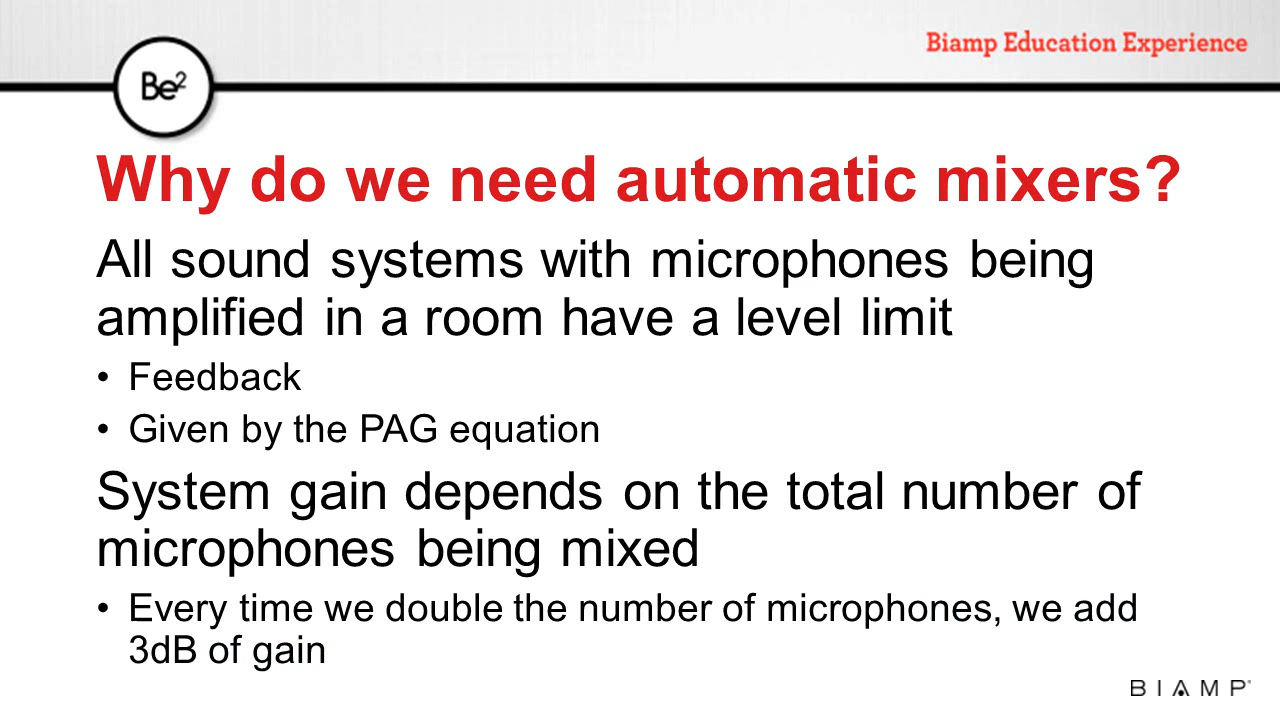 Biamp Education Experience
Be²
Why do we need automatic mixers?
All sound systems with microphones being
amplified in a room have a level limit
• Feedback
• Given by the PAG equation
System gain depends on the total number of
microphones being mixed
• Every time we double the number of microphones, we add
3dB of gain
BIAMP®